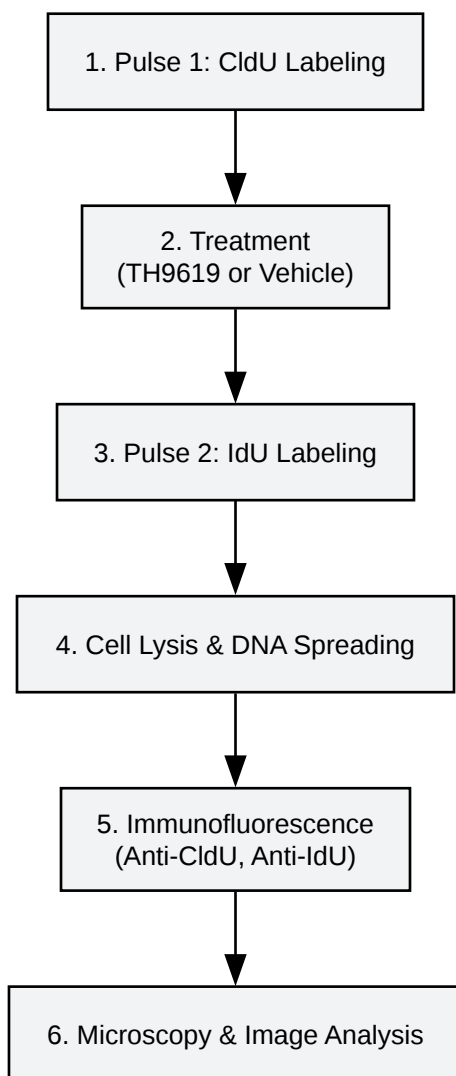 1. Pulse 1: CldU Labeling
2. Treatment
(TH9619 or Vehicle)
3. Pulse 2: IdU Labeling
4. Cell Lysis & DNA Spreading
5. Immunofluorescence
(Anti-CldU, Anti-IdU)
6. Microscopy & Image Analysis